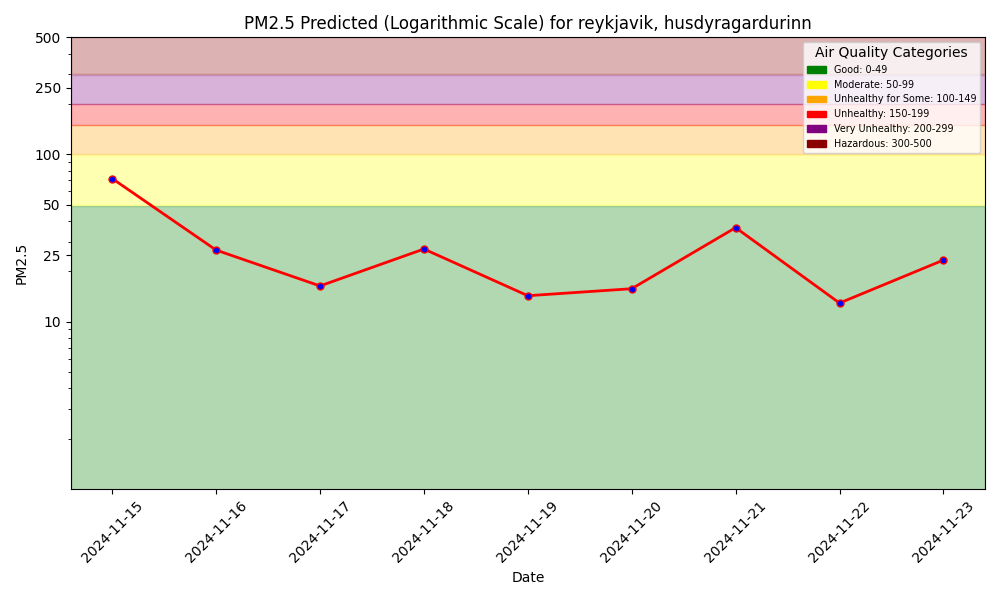 PM2.5 Predicted (Logarithmic Scale) for reykjavik, husdyragardurinn
500
250
100
50
25
10
PM2.5
Air Quality Categories
Good: 0-49
Moderate: 50-99
Unhealthy for Some: 100-149
Unhealthy: 150-199
Very Unhealthy: 200-299
Hazardous: 300-500
2024-11-15
2024-11-16
2024-11-17
2024-11-18
2024-11-19
2024-11-20
2024-11-21
2024-11-22
2024-11-23
Date